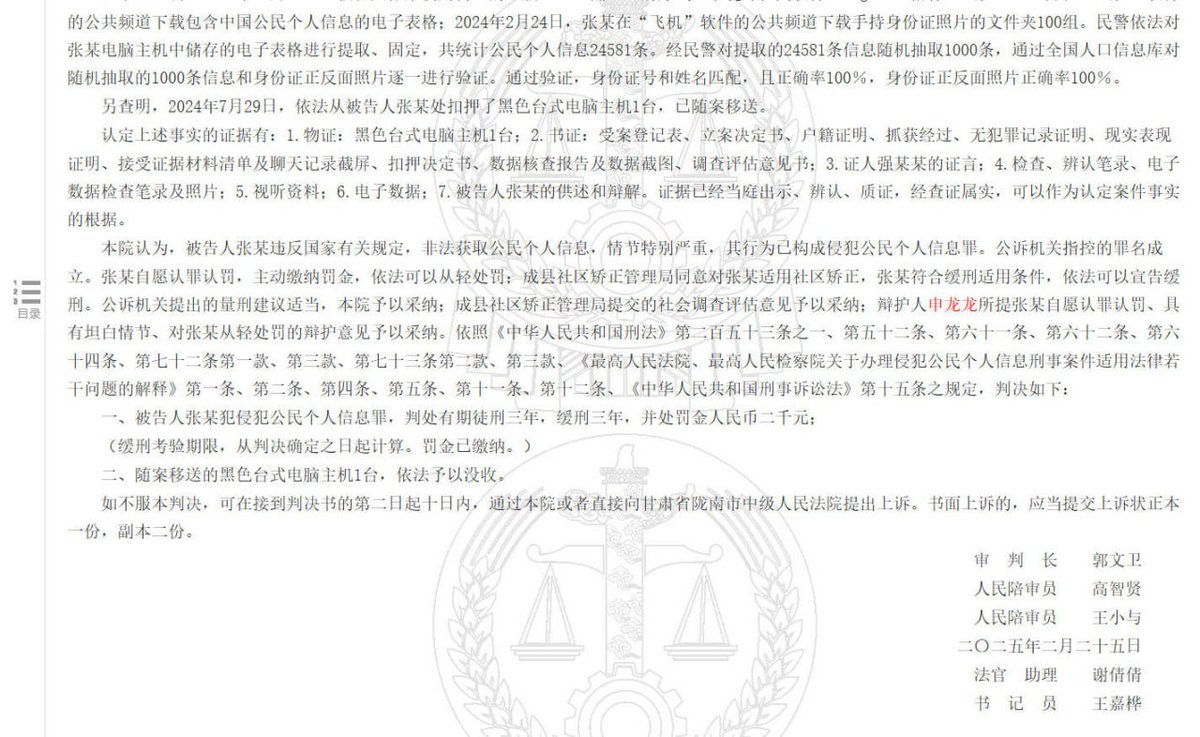 的公共频道下载包含中国公民个人信息的电子表格；2024年2月24日，张某在“飞机”软件的公共频道下载手持身份证照片的文件夹100组。民警依法对
张某电脑主机中储存的电子表格进行提取、固定，共统计公民个人信息24581条。经民警对提取的24581条信息随机抽取1000条，通过全国人口信息库对
随机抽取的1000条信息和身份证正反面照片逐一进行验证。通过验证，身份证号和姓名匹配，且正确率100%，身份证正反面照片正确率100%。
另查明，2024年7月29日，依法从被告人张某处扣押了黑色台式电脑主机1台，已随案移送。
认定上述事实的证据有：1.物证：黑色台式电脑主机1台；2.书证：受案登记表、立案决定书、户籍证明、抓获经过、无犯罪记录证明、现实表现
证明、接受证据材料清单及聊天记录截屏、扣押决定书、数据核查报告及数据截图、调查评估意见书；3.证人强某某的证言；4.检查、辨认笔录、电子
数据检查笔录及照片；5.视听资料；6.电子数据；7.被告人张某的供述和辩解。证据已经当庭出示、辨认、质证，经查证属实，可以作为认定案件事实
的根据。
本院认为，被告人张某违反国家有关规定，非法获取公民个人信息，情节特别严重，其行为已构成侵犯公民个人信息罪。公诉机关指控的罪名成
立。张某自愿认罪认罚，主动缴纳罚金，依法可以从轻处罚；成县社区矫正管理局同意对张某适用社区矫正，张某符合缓刑适用条件，依法可以宣告缓
刑。公诉机关提出的量刑建议适当，本院予以采纳；成县社区矫正管理局提交的社会调查评估意见予以采纳；辩护人申龙龙所提张某自愿认罪认罚、具
有坦白情节、对张某从轻处罚的辩护意见予以采纳。依照《中华人民共和国刑法》第二百五十三条之一、第五十二条、第六十一条、第六十二条、第六
十四条、第七十二条第一款、第三款、第七十三条第二款、第三款、《最高人民法院、最高人民检察院关于办理侵犯公民个人信息刑事案件适用法律若
干问题的解释》第一条、第二条、第四条、第五条、第十一条、第十二条、《中华人民共和国刑事诉讼法》第十五条之规定，判决如下：
一、被告人张某犯侵犯公民个人信息罪，判处有期徒刑三年，缓刑三年，并处罚金人民币二千元；
（缓刑考验期限，从判决确定之日起计算。罚金已缴纳。）
二、随案移送的黑色台式电脑主机1台，依法予以没收。
如不服本判决，可在接到判决书的第二日起十日内，通过本院或者直接向甘肃省陇南市中级人民法院提出上诉。书面上诉的，应当提交上诉状正本
一份，副本二份。
审 判 长 郭文卫
人民陪审员 高智贤
人民陪审员 王小与
二〇二五年二月二十五日
法官 助理 谢倩倩
书 记 员 王嘉桦
目录